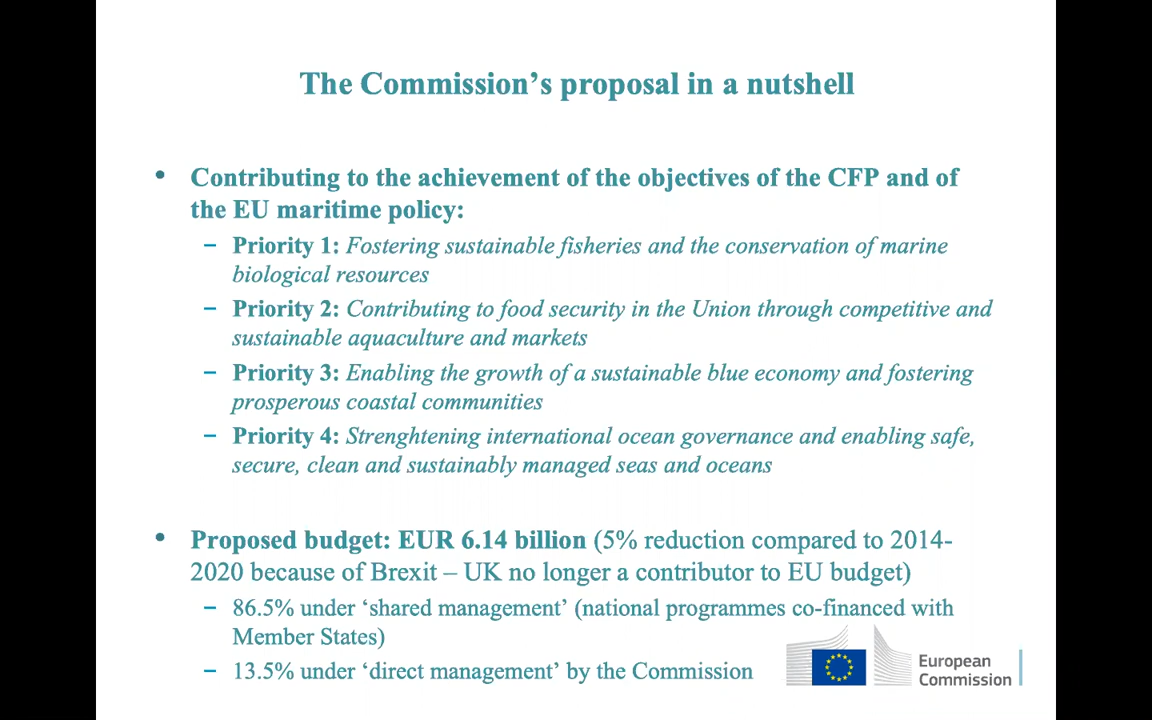 The Commission’s proposal in a nutshell
• Contributing to the achievement of the objectives of the CFP and of
the EU maritime policy:
– Priority 1: Fostering sustainable fisheries and the conservation of marine
biological resources
– Priority 2: Contributing to food security in the Union through competitive and
sustainable aquaculture and markets
– Priority 3: Enabling the growth of a sustainable blue economy and fostering
prosperous coastal communities
– Priority 4: Strenghtening international ocean governance and enabling safe,
secure, clean and sustainably managed seas and oceans
• Proposed budget: EUR 6.14 billion (5% reduction compared to 2014-
2020 because of Brexit – UK no longer a contributor to EU budget)
– 86.5% under ‘shared management’ (national programmes co-financed with
Member States)
– 13.5% under ‘direct management’ by the Commission
European
Commission